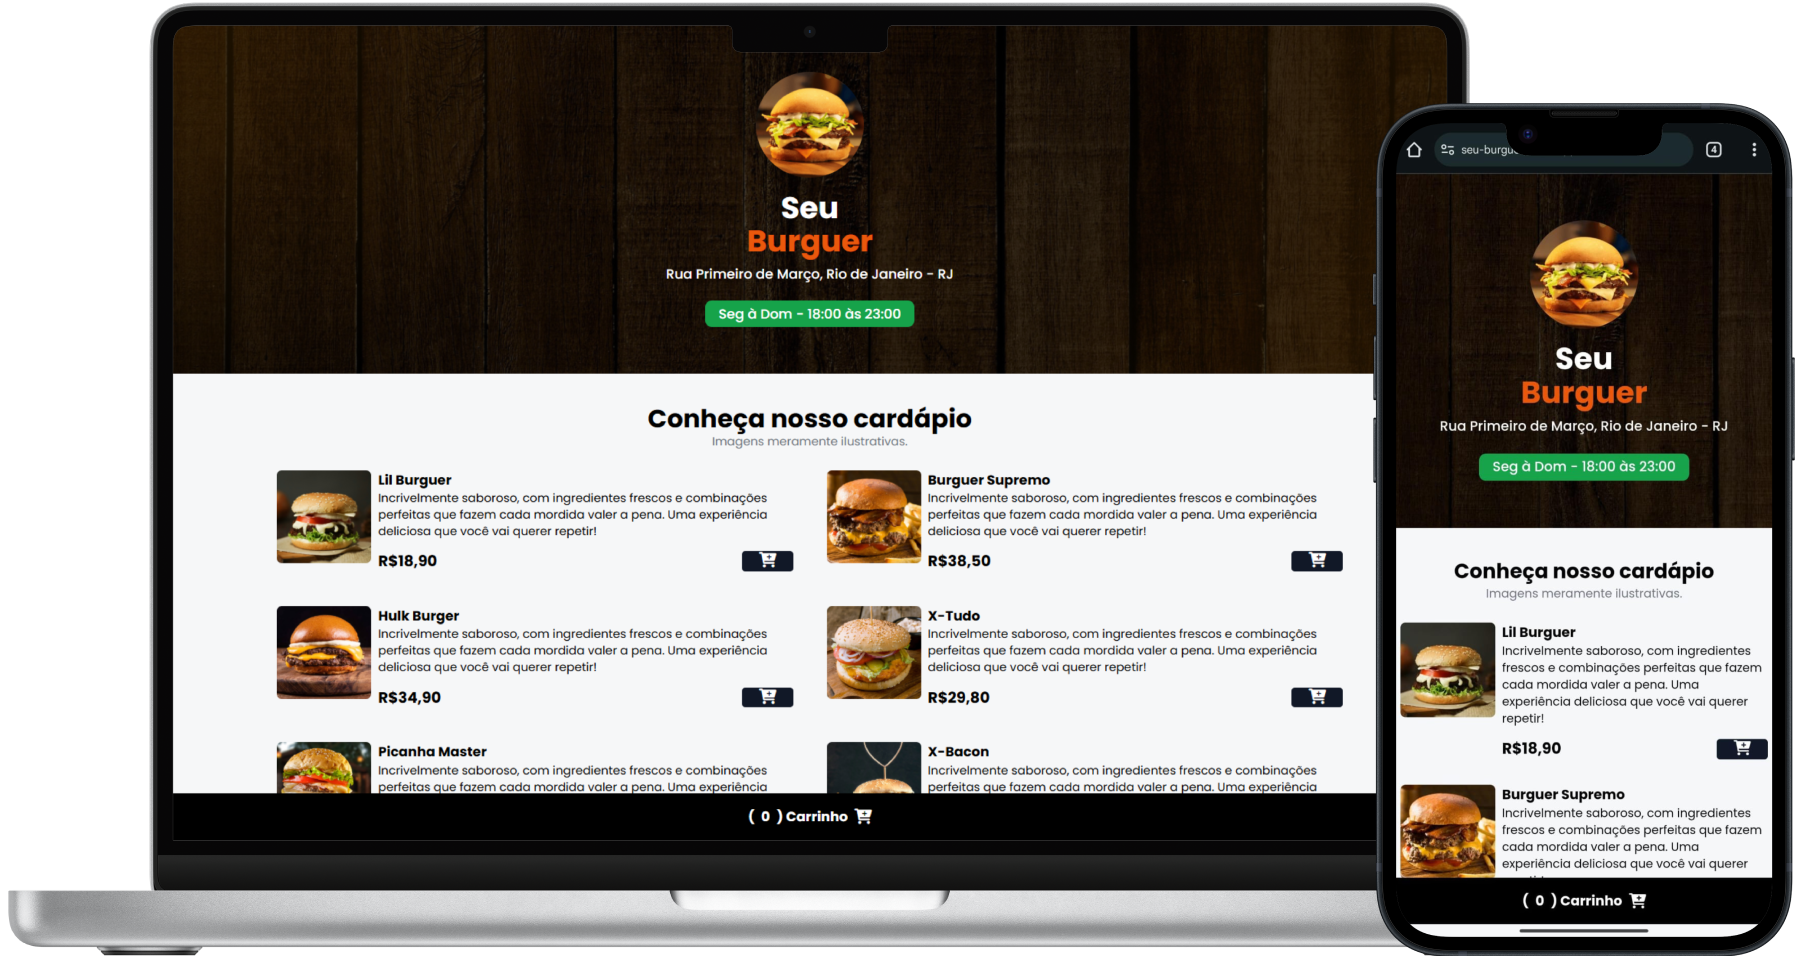 Seu
Burguer
Rua Primeiro de Março, Rio de Janeiro - RJ
Seg à Dom - 18:00 às 23:00
Conheça nosso cardápio
Imagens meramente ilustrativas.
Lil Burguer
Incrivelmente saboroso, com ingredientes frescos e combinações
perfeitas que fazem cada mordida valer a pena. Uma experiência
deliciosa que você vai querer repetir!
R$18,90
Burguer Supremo
Incrivelmente saboroso, com ingredientes frescos e combinações
perfeitas que fazem cada mordida valer a pena. Uma experiência
deliciosa que você vai querer repetir!
R$38,50
Hulk Burger
Incrivelmente saboroso, com ingredientes frescos e combinações
perfeitas que fazem cada mordida valer a pena. Uma experiência
deliciosa que você vai querer repetir!
R$34,90
X-Tudo
Incrivelmente saboroso, com ingredientes frescos e combinações
perfeitas que fazem cada mordida valer a pena. Uma experiência
deliciosa que você vai querer repetir!
R$29,80
Picanha Master
Incrivelmente saboroso, com ingredientes frescos e combinações
perfeitas que fazem cada mordida valer a pena. Uma experiência
X-Bacon
Incrivelmente saboroso, com ingredientes frescos e combinações
perfeitas que fazem cada mordida valer a pena. Uma experiência
( 0 ) Carrinho
seu-burgu
4
Seu
Burguer
Rua Primeiro de Março, Rio de Janeiro - RJ
Seg à Dom - 18:00 às 23:00
Conheça nosso cardápio
Imagens meramente ilustrativas.
Lil Burguer
Incrivelmente saboroso, com ingredientes
frescos e combinações perfeitas que fazem
cada mordida valer a pena. Uma
experiência deliciosa que você vai querer
repetir!
R$18,90
Burguer Supremo
Incrivelmente saboroso, com ingredientes
frescos e combinações perfeitas que fazem
cada mordida valer a pena. Uma
experiência deliciosa que você vai querer
( 0 ) Carrinho